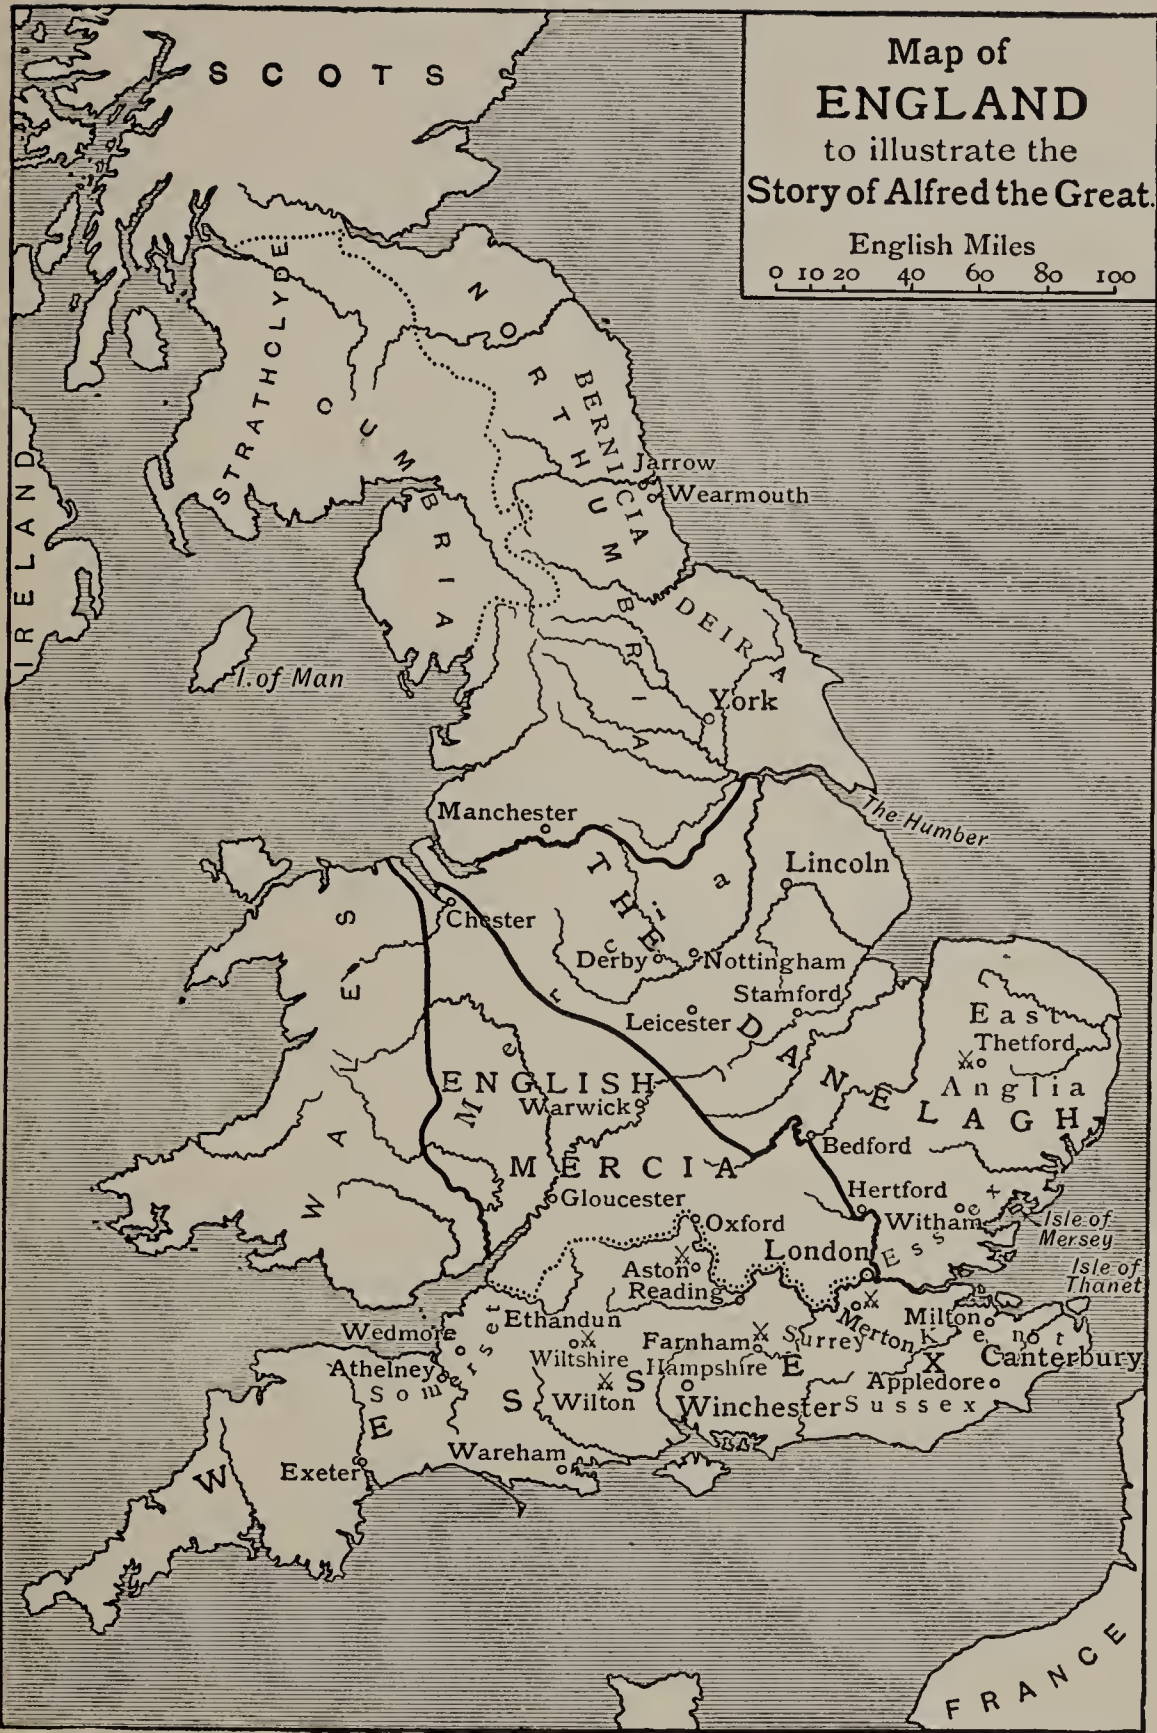 Map of
ENGLAND
to illustrate the
Story of Alfred the Great.
English Miles
0 10 20 40 60 80 100
SCOTS
STRATHCLYDE
CUMBRIA
NORTHUMBRIA
BERNICIA
Jarrow
Wearmouth
IRELAND
DEIRA
I. of Man
York
The Humber
Manchester
Lincoln
Chester
THE
Derby
Nottingham
Stamford
Leicester
DANELAGH
East
Thetford
Anglia
WALES
Mercia
ENGLISH
Warwick
MERCIA
Bedford
Gloucester
Hertford
Witham
Essex
Isle of
Mersey
Oxford
London
Isle of
Thanet
Aston
Reading
Ethandun
Wedmore
Merton
Milton
Farnham
Surrey
Kent
Wiltshire
Hampshire
Canterbury
Athelney
Somerset
Appledore
Wilton
Winchester
Sussex
WESSEX
Wareham
Exeter
FRANCE